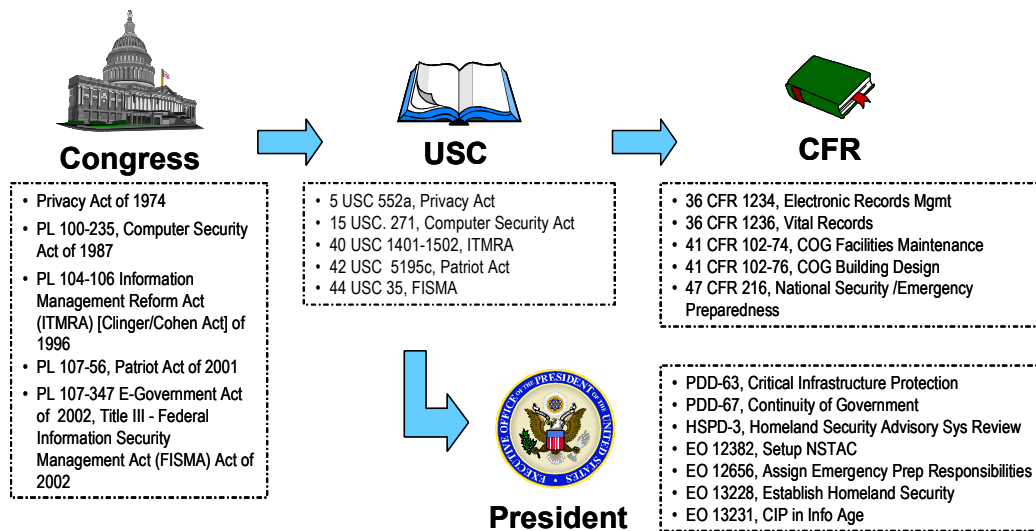 Congress
• Privacy Act of 1974
• PL 100-235, Computer Security
Act of 1987
• PL 104-106 Information
Management Reform Act
(ITMRA) [Clinger/Cohen Act] of
1996
• PL 107-56, Patriot Act of 2001
• PL 107-347 E-Government Act
of 2002, Title III - Federal
Information Security
Management Act (FISMA) Act of
2002
USC
• 5 USC 552a, Privacy Act
• 15 USC. 271, Computer Security Act
• 40 USC 1401-1502, ITMRA
• 42 USC 5195c, Patriot Act
• 44 USC 35, FISMA
CFR
• 36 CFR 1234, Electronic Records Mgmt
• 36 CFR 1236, Vital Records
• 41 CFR 102-74, COG Facilities Maintenance
• 41 CFR 102-76, COG Building Design
• 47 CFR 216, National Security /Emergency
Preparedness
EXECUTIVE OFFICE OF THE PRESIDENT OF THE UNITED STATES
President
• PDD-63, Critical Infrastructure Protection
• PDD-67, Continuity of Government
• HSPD-3, Homeland Security Advisory Sys Review
• EO 12382, Setup NSTAC
• EO 12656, Assign Emergency Prep Responsibilities
• EO 13228, Establish Homeland Security
• EO 13231, CIP in Info Age